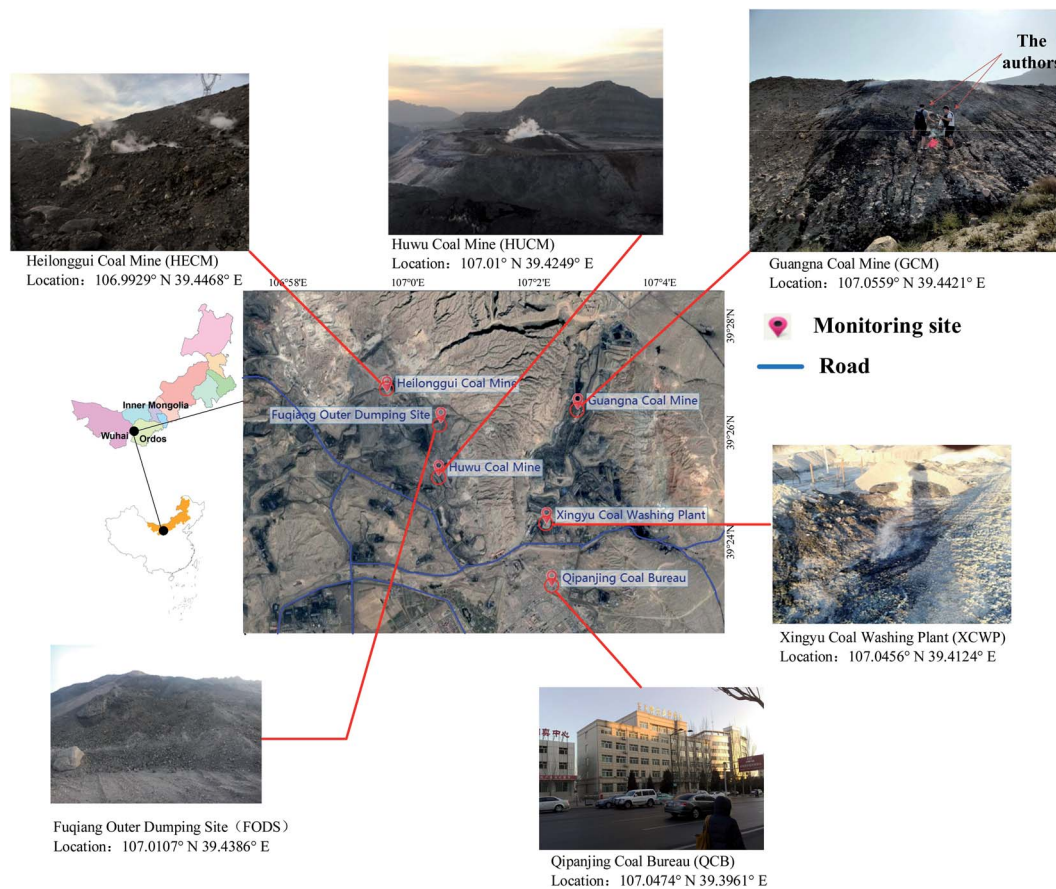 The
authors
Heilonggui Coal Mine (HECM)
Location: 106.9929° N 39.4468° E
Huwu Coal Mine (HUCM)
Location: 107.01° N 39.4249° E
Guangna Coal Mine (GCM)
Location: 107.0559° N 39.4421° E
Monitoring site
Road
106°58'E
107°0'E
107°2'E
107°4'E
39°28'N
39°26'N
39°24'N
Heilonggui Coal Mine
Guangna Coal Mine
Fuqiang Outer Dumping Site
Huwu Coal Mine
Xingyu Coal Washing Plant
Qipanjing Coal Bureau
Inner Mongolia
Wuhai
Ordos
Xingyu Coal Washing Plant (XCWP)
Location: 107.0456° N 39.4124° E
Fuqiang Outer Dumping Site（FODS）
Location: 107.0107° N 39.4386° E
Qipanjing Coal Bureau (QCB)
Location: 107.0474° N 39.3961° E